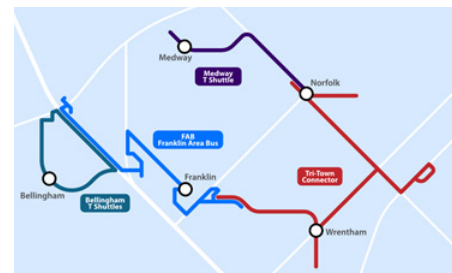 Medway
Medway
T Shuttle
Norfolk
FAB
Franklin Area Bus
Franklin
Tri-Town
Connector
Bellingham
Bellingham
T Shuttles
Wrentham